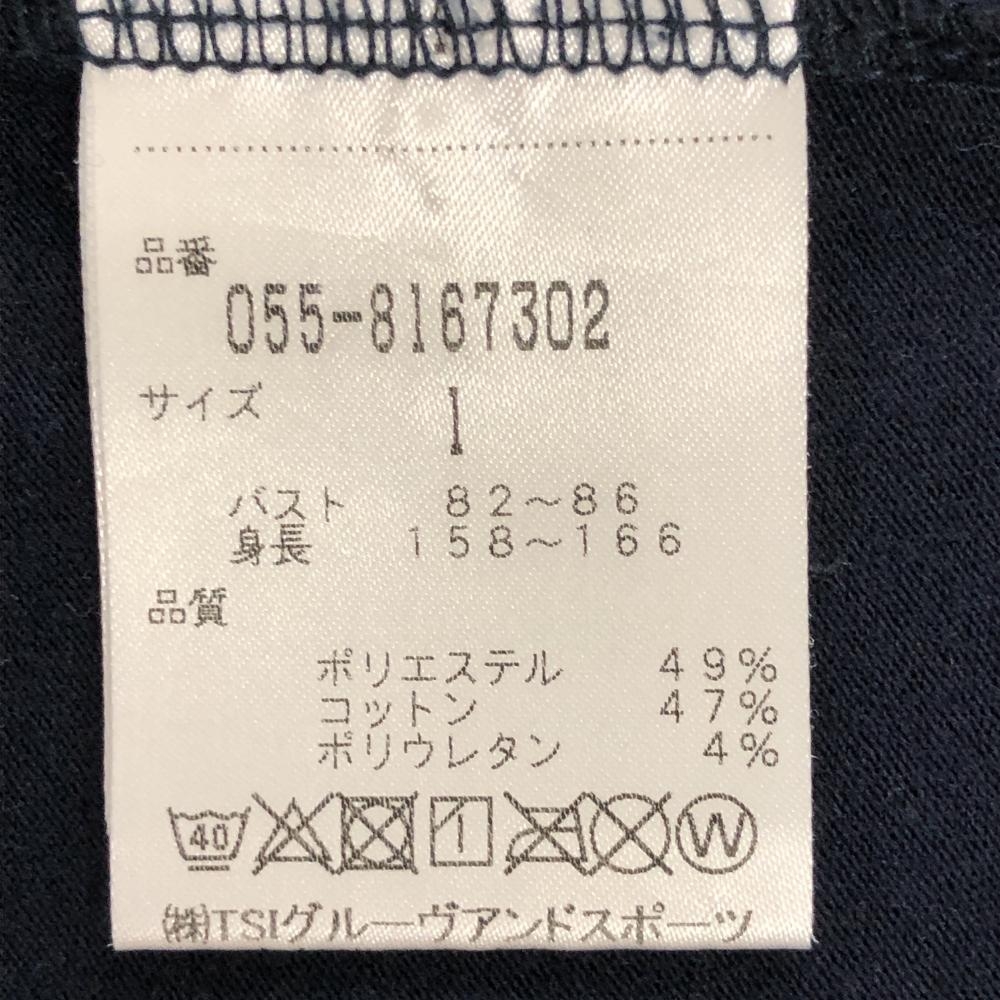 品番
055-8167302
サイズ 1
バスト 82～86
身長 158～166
品質
ポリエステル 49%
コットン 47%
ポリウレタン 4%
40 W
㈱TSIグルーヴアンドスポーツ